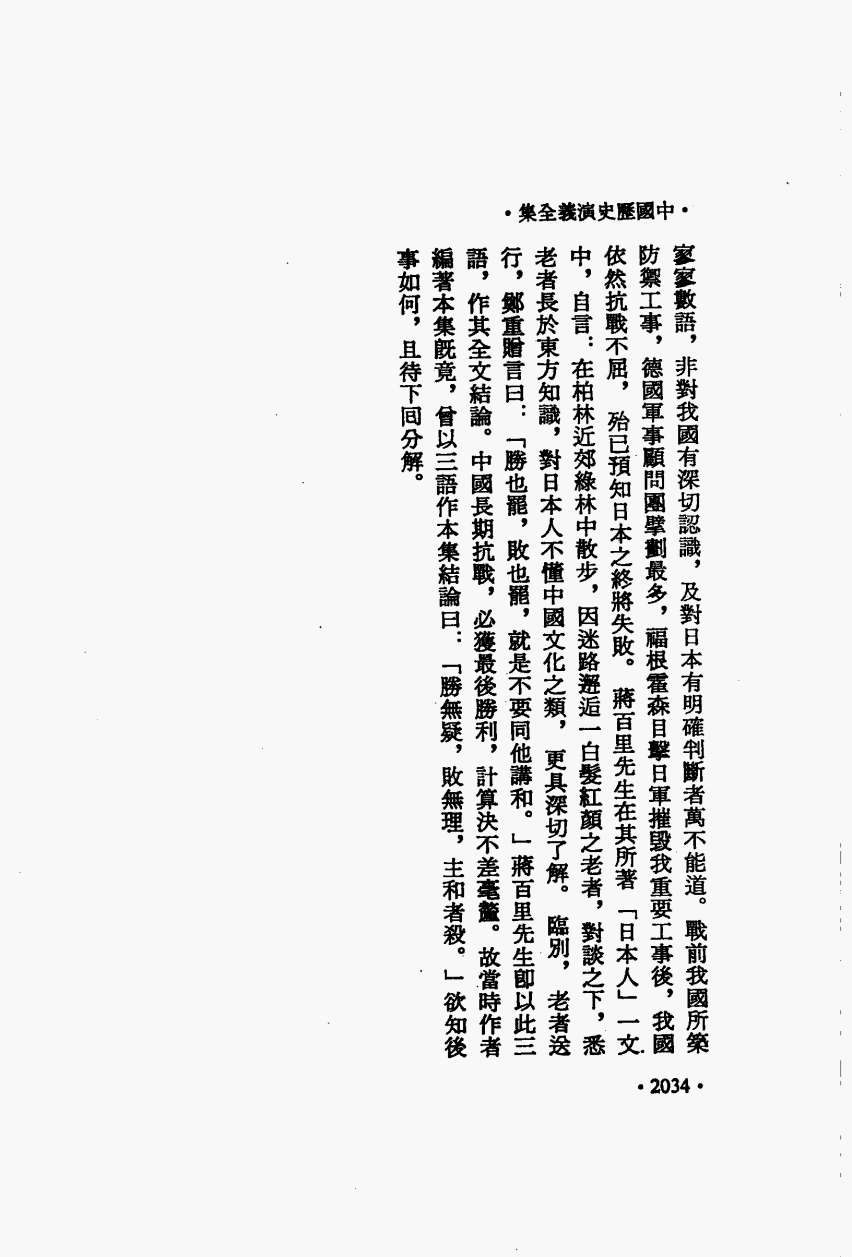 •中國歷史演義全集•
寥寥數語，非對我國有深切認識，及對日本有明確判斷者萬不能道。戰前我國所築
防禦工事，德國軍事顧問團擘劃最多，福根霍森目擊日軍摧毀我重要工事後，我國
依然抗戰不屈，殆已預知日本之終將失敗。蔣百里先生在其所著「日本人」一文
中，自言：在柏林近郊綠林中散步，因迷路邂逅一白髮紅顏之老者，對談之下，悉
老者長於東方知識，對日本人不懂中國文化之類，更具深切了解。臨別，老者送
行，鄭重贈言曰：「勝也罷，敗也罷，就是不要同他講和。」蔣百里先生卽以此三
語，作其全文結論。中國長期抗戰，必獲最後勝利，計算決不差毫釐。故當時作者
編著本集旣竟，曾以三語作本集結論曰：「勝無疑，敗無理，主和者殺。」欲知後
事如何，且待下回分解。
•2034•